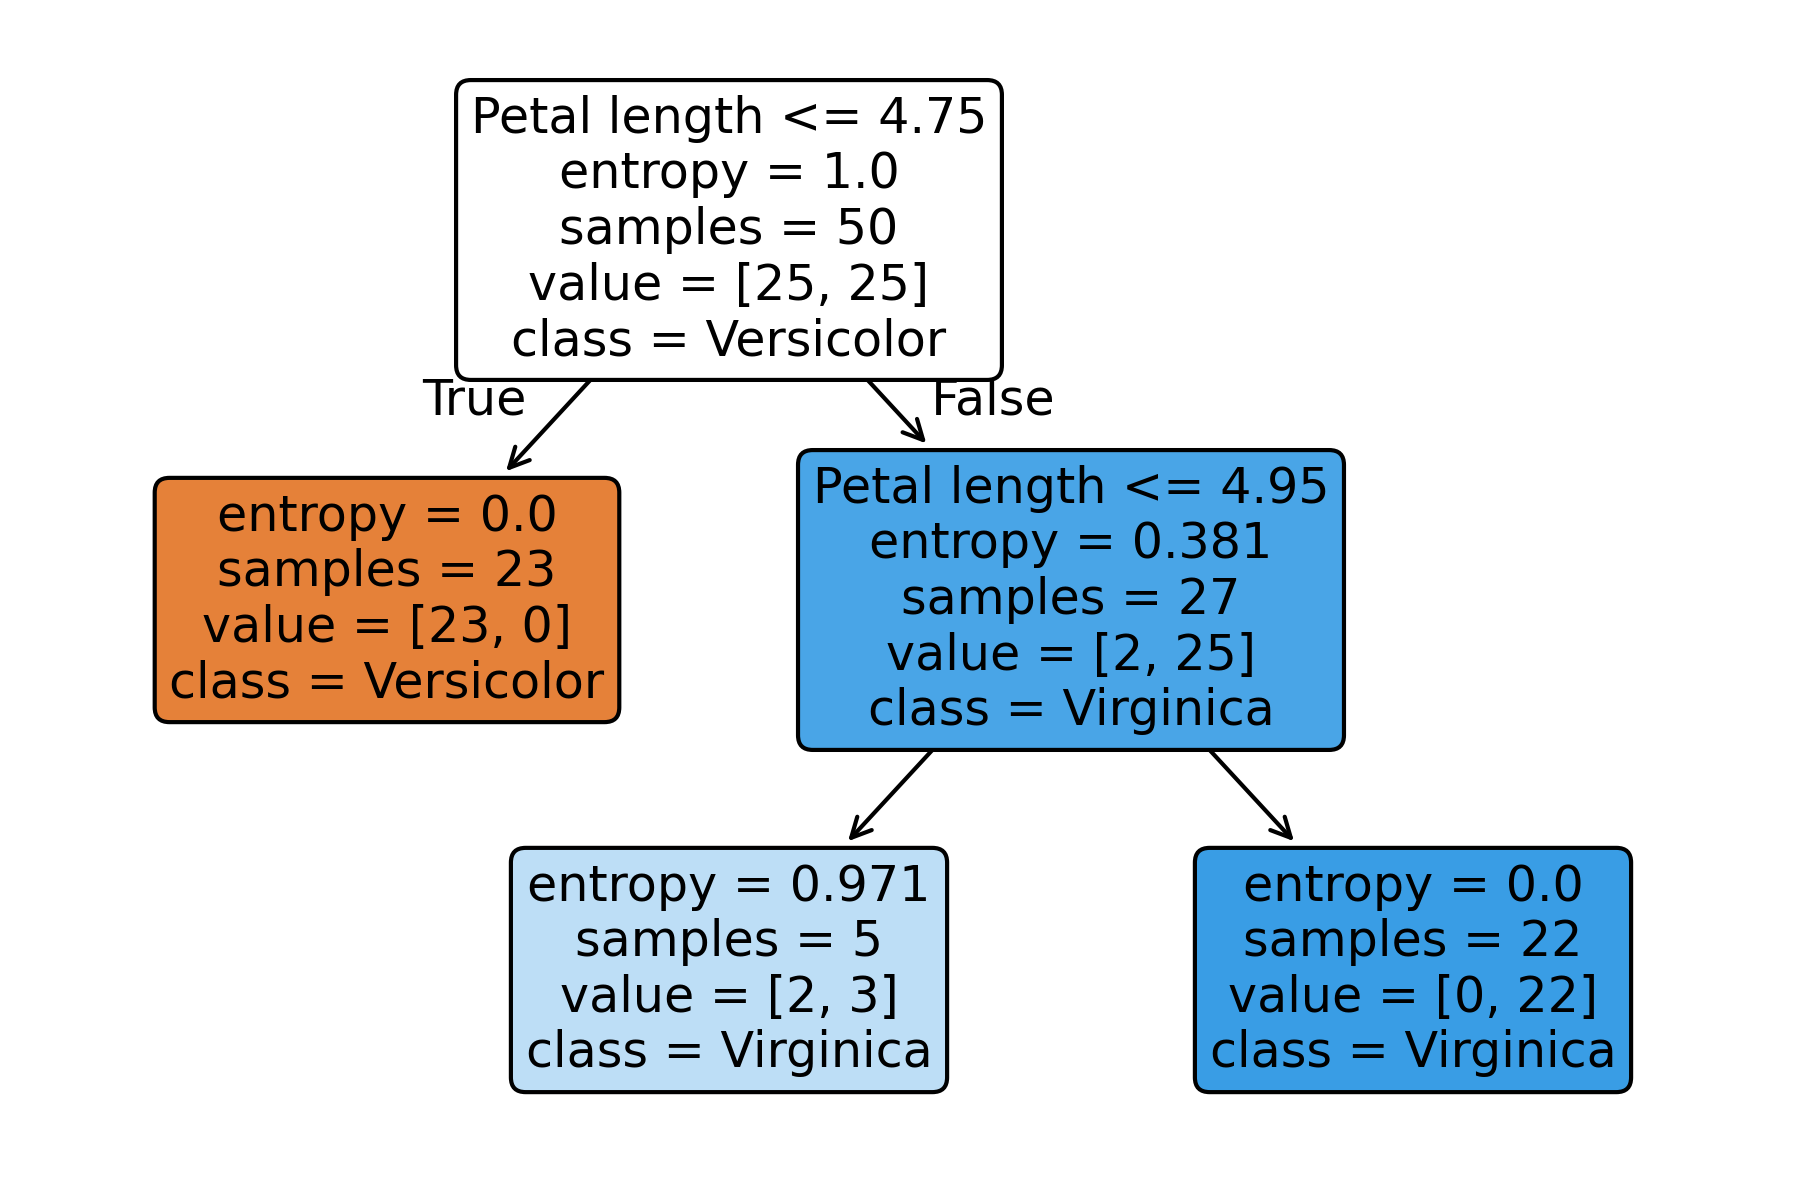 Petal length <= 4.75
entropy = 1.0
samples = 50
value = [25, 25]
class = Versicolor
True
False
entropy = 0.0
samples = 23
value = [23, 0]
class = Versicolor
Petal length <= 4.95
entropy = 0.381
samples = 27
value = [2, 25]
class = Virginica
entropy = 0.971
samples = 5
value = [2, 3]
class = Virginica
entropy = 0.0
samples = 22
value = [0, 22]
class = Virginica